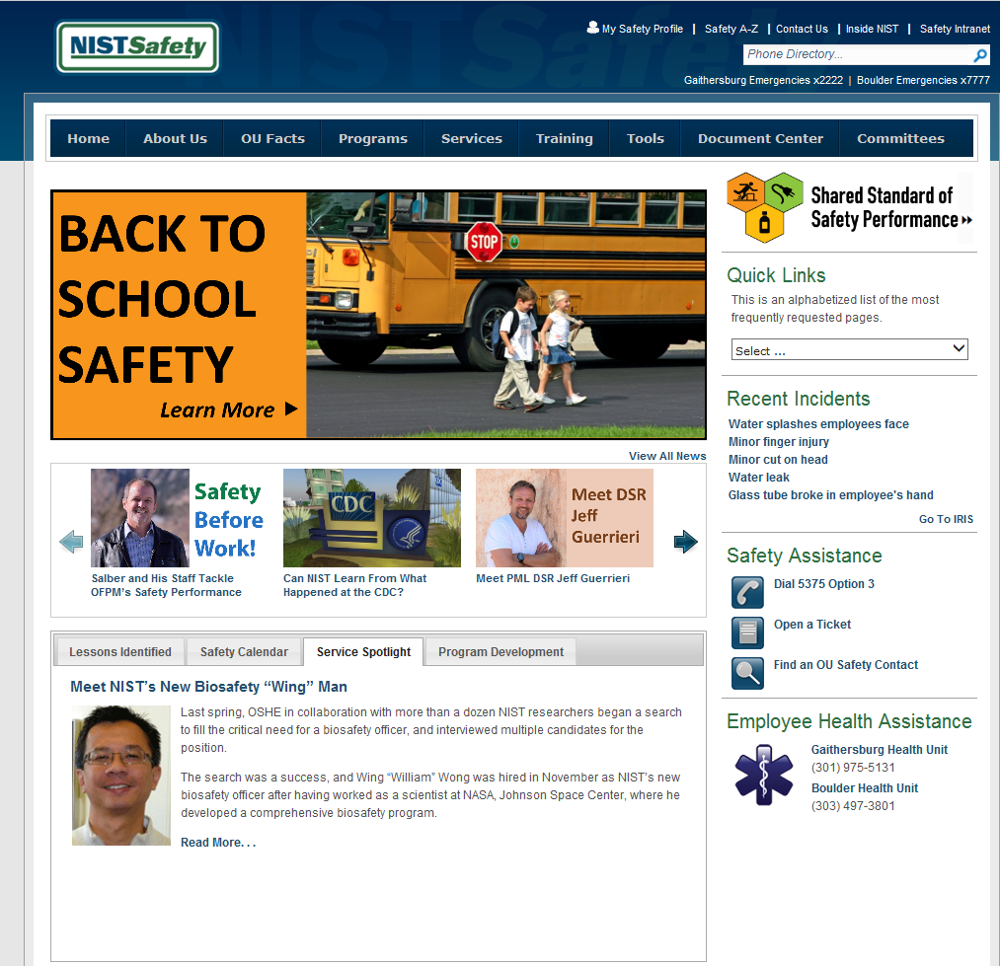 NISTSafety
My Safety Profile | Safety A-Z | Contact Us | Inside NIST | Safety Intranet
Phone Directory...
Gaithersburg Emergencies x2222 | Boulder Emergencies x7777
Home About Us OU Facts Programs Services Training Tools Document Center Committees
BACK TO
SCHOOL
SAFETY
Learn More
STOP
View All News
Safety
Before
Work!
Salber and His Staff Tackle
OFPM's Safety Performance
CDC
Can NIST Learn From What
Happened at the CDC?
Meet DSR
Jeff
Guerrieri
Meet PML DSR Jeff Guerrieri
Lessons Identified Safety Calendar Service Spotlight Program Development
Meet NIST's New Biosafety “Wing” Man
Last spring, OSHE in collaboration with more than a dozen NIST researchers began a search
to fill the critical need for a biosafety officer, and interviewed multiple candidates for the
position.
The search was a success, and Wing “William” Wong was hired in November as NIST's new
biosafety officer after having worked as a scientist at NASA, Johnson Space Center, where he
developed a comprehensive biosafety program.
Read More. . .
Shared Standard of
Safety Performance
Quick Links
This is an alphabetized list of the most
frequently requested pages.
Select ...
Recent Incidents
Water splashes employees face
Minor finger injury
Minor cut on head
Water leak
Glass tube broke in employee's hand
Go To IRIS
Safety Assistance
Dial 5375 Option 3
Open a Ticket
Find an OU Safety Contact
Employee Health Assistance
Gaithersburg Health Unit
(301) 975-5131
Boulder Health Unit
(303) 497-3801